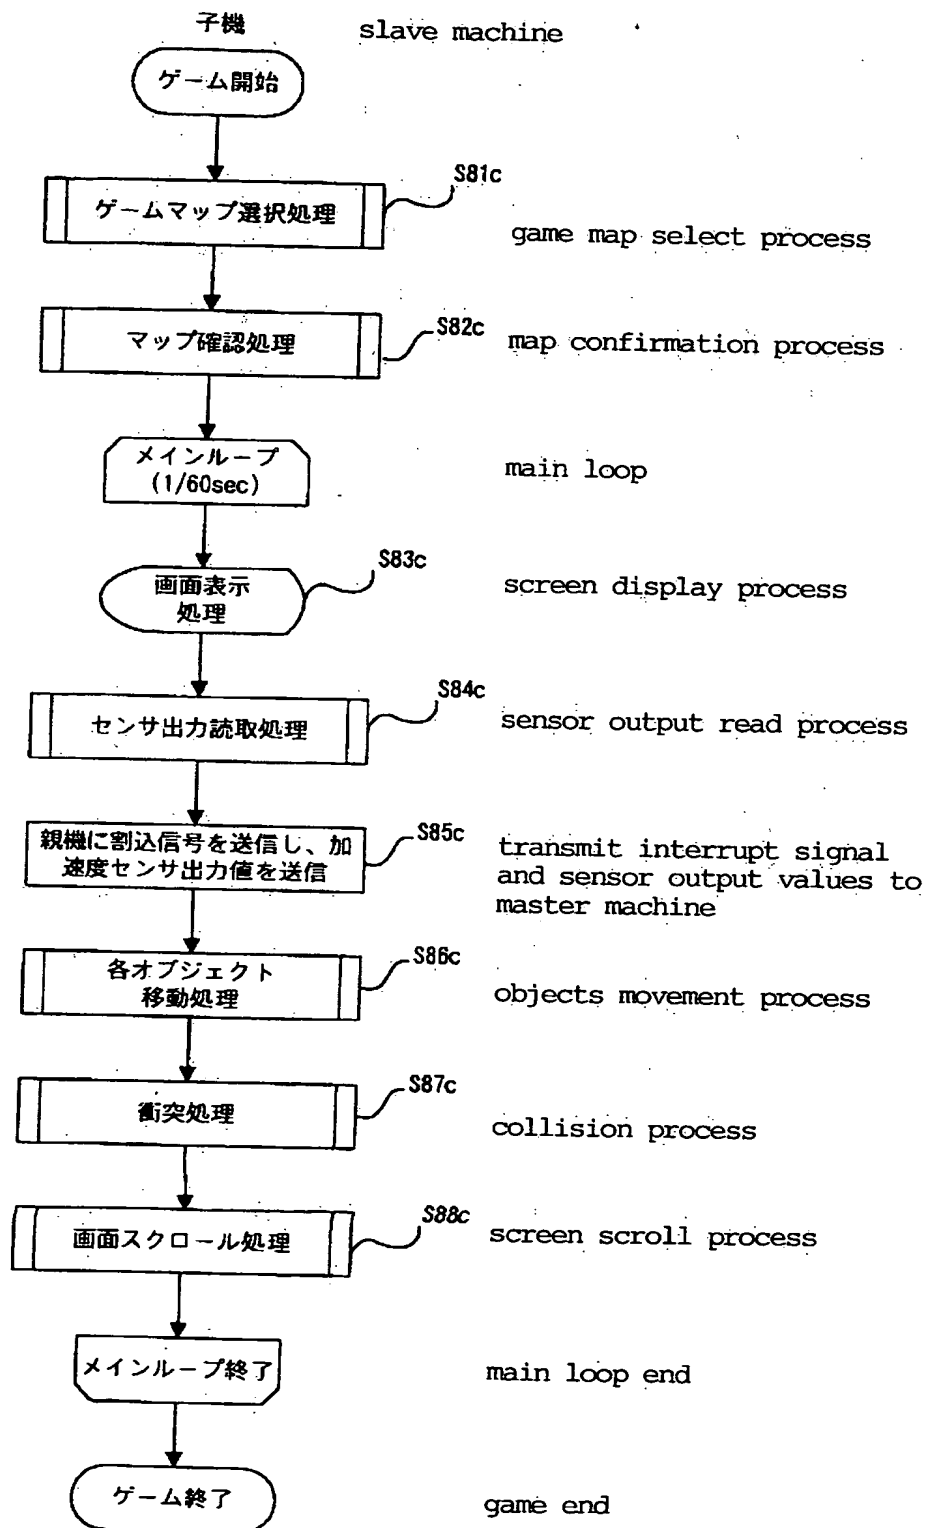 子機 slave machine
ゲーム開始
S81c
ゲームマップ選択処理
game map select process
S82c
マップ確認処理
map confirmation process
メインループ
(1/60sec)
main loop
S83c
画面表示
処理
screen display process
S84c
センサ出力読取処理
sensor output read process
S85c
親機に割込信号を送信し、加
速度センサ出力値を送信
transmit interrupt signal
and sensor output values to
master machine
S86c
各オブジェクト
移動処理
objects movement process
S87c
衝突処理
collision process
S88c
画面スクロール処理
screen scroll process
メインループ終了
main loop end
ゲーム終了
game end